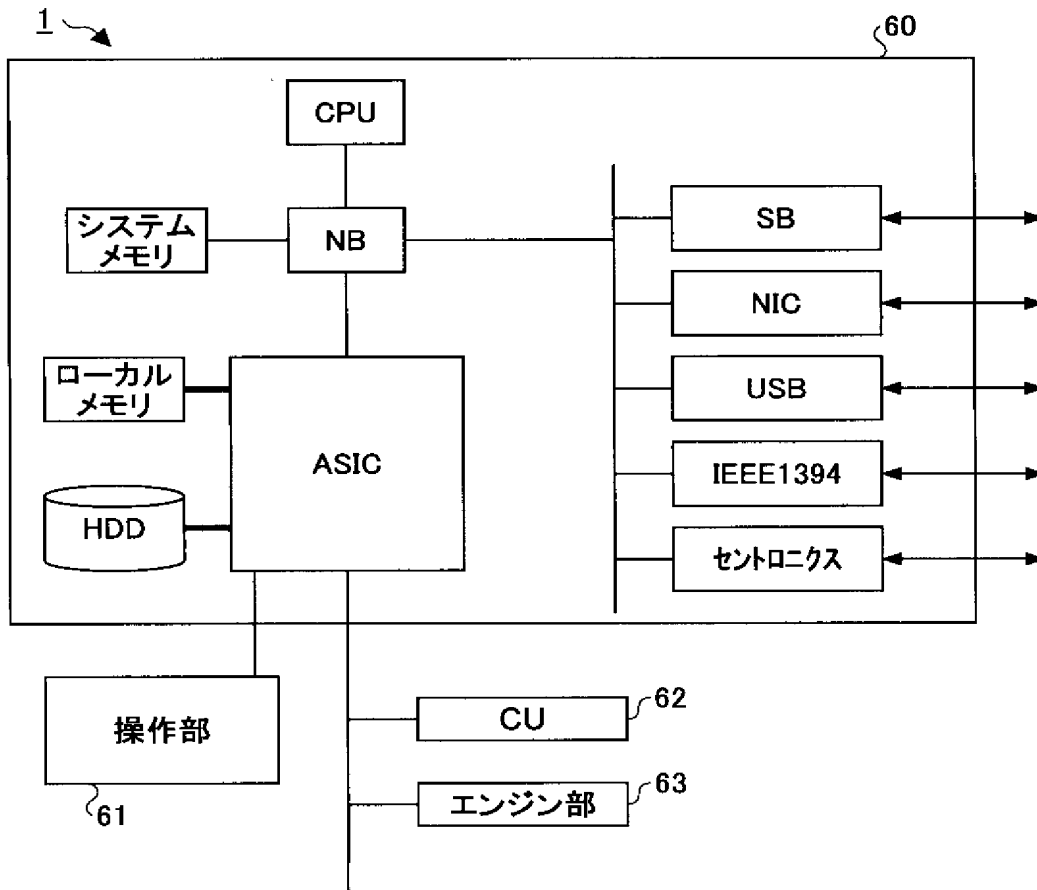 1
60
CPU
システム
メモリ
NB
SB
NIC
ローカル
メモリ
USB
ASIC
IEEE1394
HDD
セントロニクス
操作部
61
CU
62
エンジン部
63